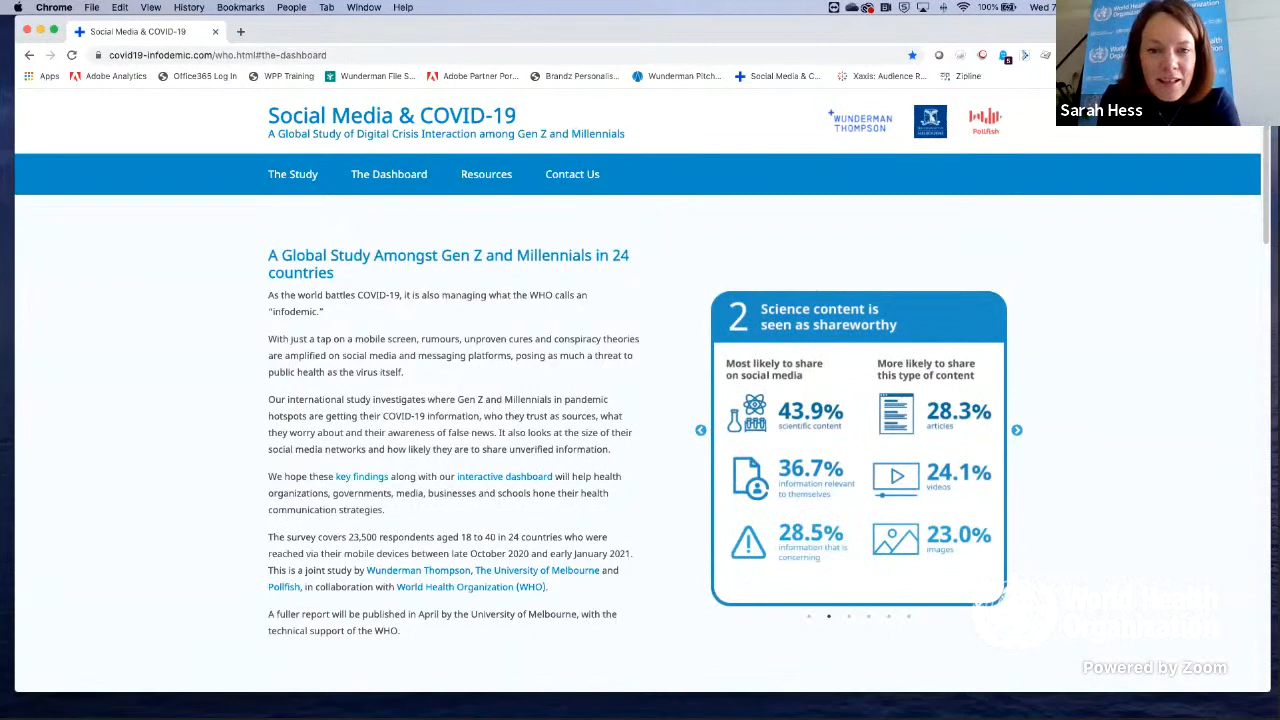 Chrome File Edit View History Bookmarks People Tab Window Help
100% Wed 7
Social Media & COVID-19
covid19-infodemic.com/who.html#the-dashboard
Apps Adobe Analytics Office365 Log In WPP Training Wunderman File S... Adobe Partner Por... Brandz Personalis... Wunderman Pitch... Social Media & C... Xaxis: Audience R... Zipline
Sarah Hess
Social Media & COVID-19
A Global Study of Digital Crisis Interaction among Gen Z and Millennials
WUNDERMAN
THOMPSON
Pollfish
The Study The Dashboard Resources Contact Us
A Global Study Amongst Gen Z and Millennials in 24
countries
As the world battles COVID-19, it is also managing what the WHO calls an
"infodemic."
With just a tap on a mobile screen, rumours, unproven cures and conspiracy theories
are amplified on social media and messaging platforms, posing as much a threat to
public health as the virus itself.
Our international study investigates where Gen Z and Millennials in pandemic
hotspots are getting their COVID-19 information, who they trust as sources, what
they worry about and their awareness of false news. It also looks at the size of their
social media networks and how likely they are to share unverified information.
We hope these key findings along with our interactive dashboard will help health
organizations, governments, media, businesses and schools hone their health
communication strategies.
The survey covers 23,500 respondents aged 18 to 40 in 24 countries who were
reached via their mobile devices between late October 2020 and early January 2021.
This is a joint study by Wunderman Thompson, The University of Melbourne and
Pollfish, in collaboration with World Health Organization (WHO).
A fuller report will be published in April by the University of Melbourne, with the
technical support of the WHO.
2 Science content is
seen as shareworthy
Most likely to share
on social media
43.9%
scientific content
36.7%
information relevant
to themselves
28.5%
information that is
concerning
More likely to share
this type of content
28.3%
articles
24.1%
videos
23.0%
images
World Health
Organization
Powered by Zoom